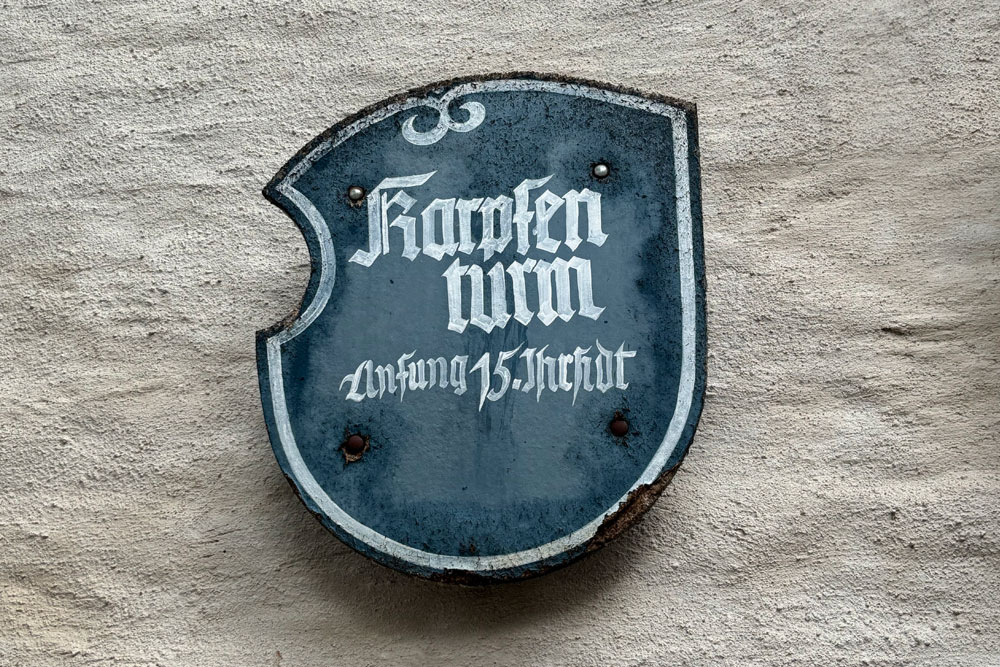 Karpfen
turm
Anfang 15. Jhrhdt